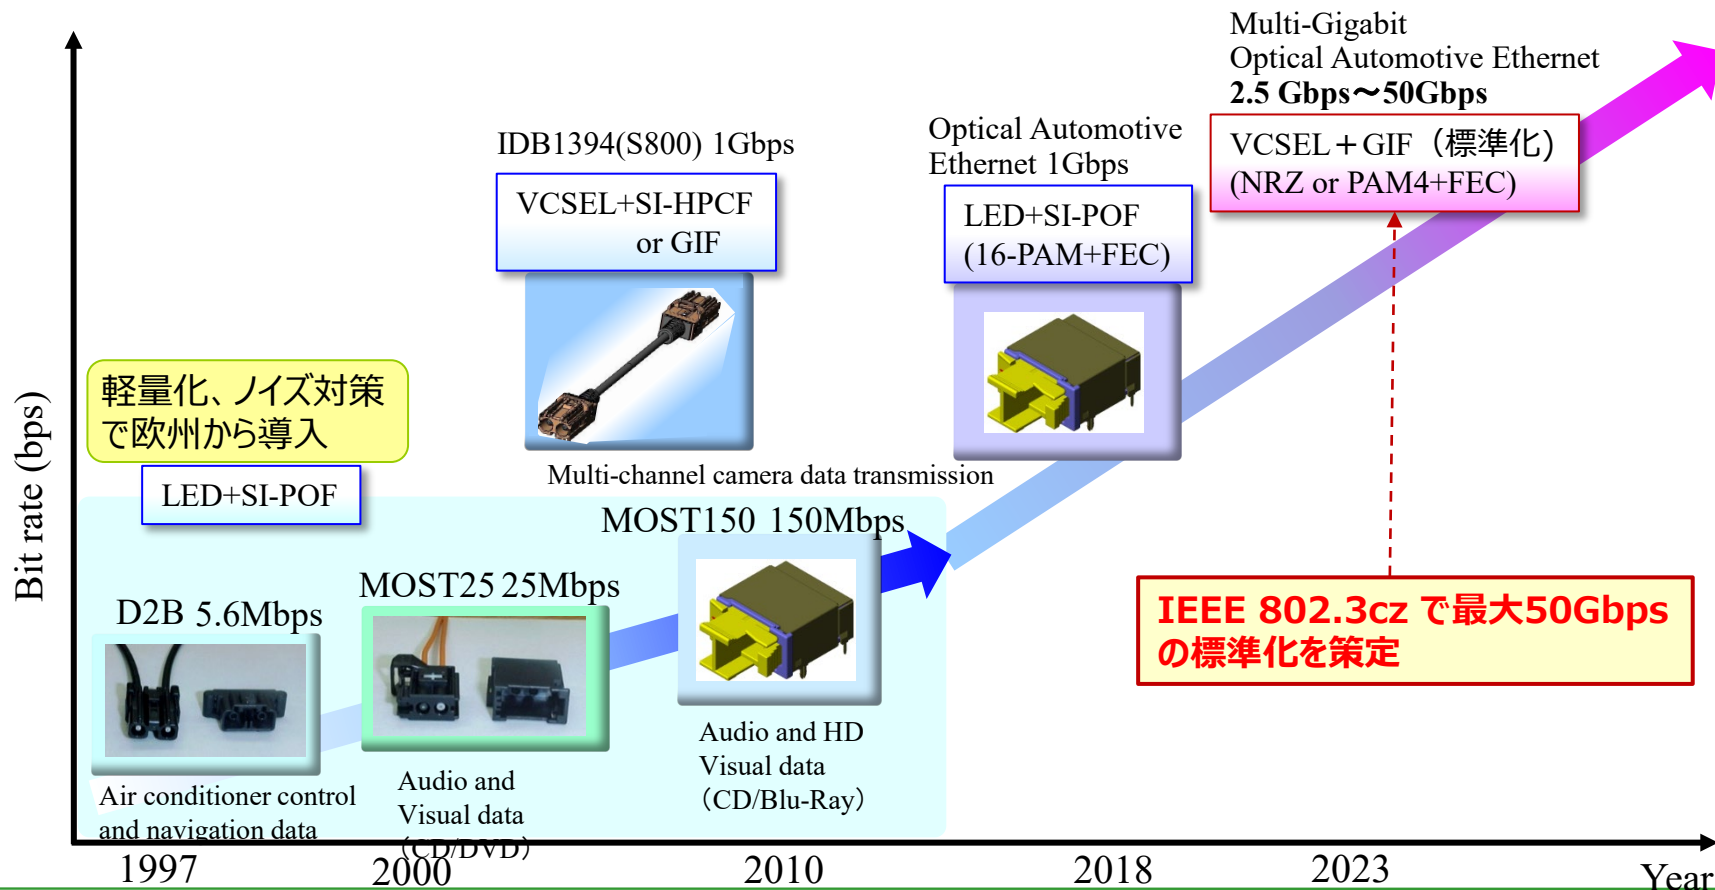 Multi-Gigabit
Optical Automotive Ethernet
2.5 Gbps～50Gbps
VCSEL＋GIF（標準化）
(NRZ or PAM4+FEC)
Optical Automotive
Ethernet 1Gbps
LED+SI-POF
(16-PAM+FEC)
IDB1394(S800) 1Gbps
VCSEL+SI-HPCF
or GIF
Multi-channel camera data transmission
軽量化、ノイズ対策
で欧州から導入
LED+SI-POF
MOST150 150Mbps
MOST25 25Mbps
D2B 5.6Mbps
IEEE 802.3cz で最大50Gbps
の標準化を策定
Audio and HD
Visual data
（CD/Blu-Ray）
Audio and
Visual data
（CD/DVD）
Air conditioner control
and navigation data
Bit rate (bps)
1997
2000
2010
2018
2023
Year